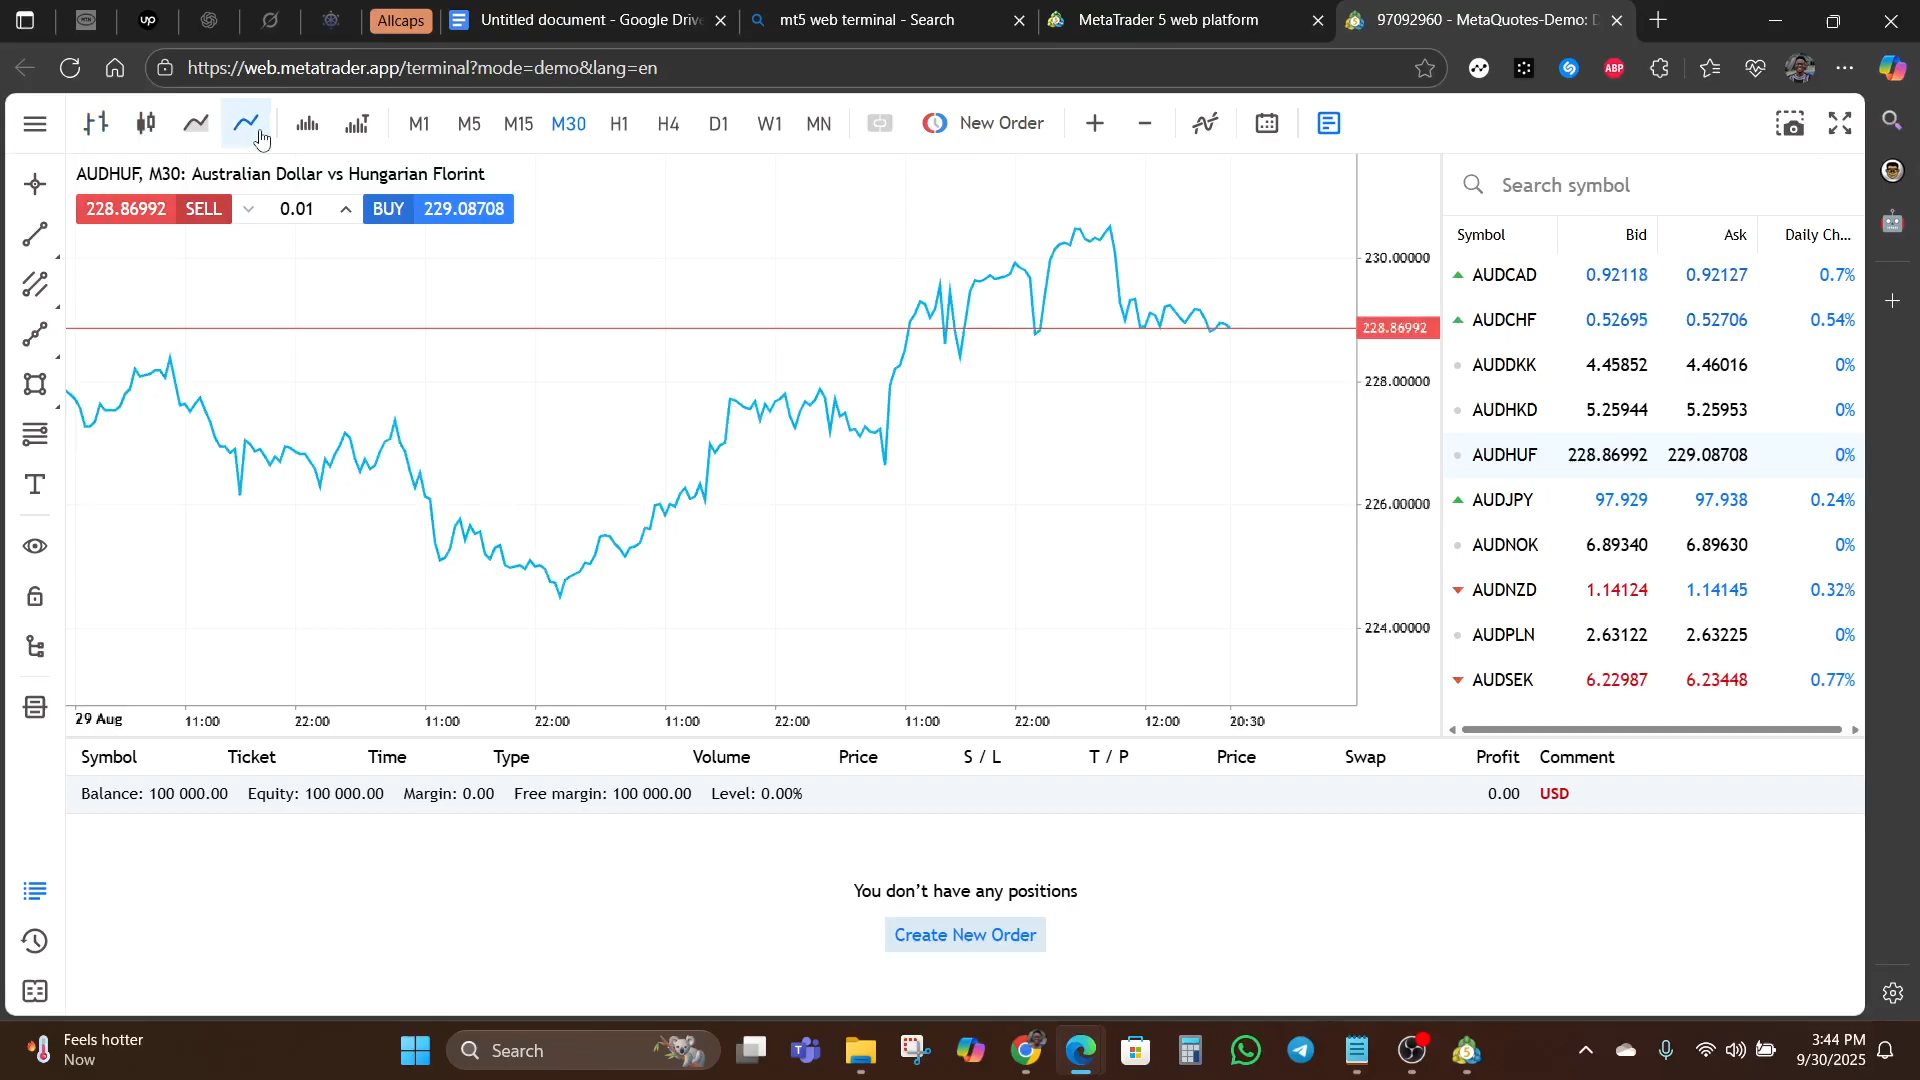 Allcaps
Untitled document - Google Drive
mt5 web terminal - Search
MetaTrader 5 web platform
97092960 - MetaQuotes-Demo: D
https://web.metatrader.app/terminal?mode=demo&lang=en
ABP
M1 M5 M15 M30 H1 H4 D1 W1 MN New Order
AUDHUF, M30: Australian Dollar vs Hungarian Florint
228.86992 SELL 0.01 BUY 229.08708
230.00000
228.86992
228.00000
226.00000
224.00000
29 Aug 11:00 22:00 11:00 22:00 11:00 22:00 11:00 22:00 12:00 20:30
Search symbol
Symbol Bid Ask Daily Ch...
AUDCAD 0.92118 0.92127 0.7%
AUDCHF 0.52695 0.52706 0.54%
AUDDKK 4.45852 4.46016 0%
AUDHKD 5.25944 5.25953 0%
AUDHUF 228.86992 229.08708 0%
AUDJPY 97.929 97.938 0.24%
AUDNOK 6.89340 6.89630 0%
AUDNZD 1.14124 1.14145 0.32%
AUDPLN 2.63122 2.63225 0%
AUDSEK 6.22987 6.23448 0.77%
Symbol Ticket Time Type Volume Price S / L T / P Price Swap Profit Comment
Balance: 100 000.00 Equity: 100 000.00 Margin: 0.00 Free margin: 100 000.00 Level: 0.00% 0.00 USD
You don't have any positions
Create New Order
Feels hotter
Now
Search
3:44 PM
9/30/2025